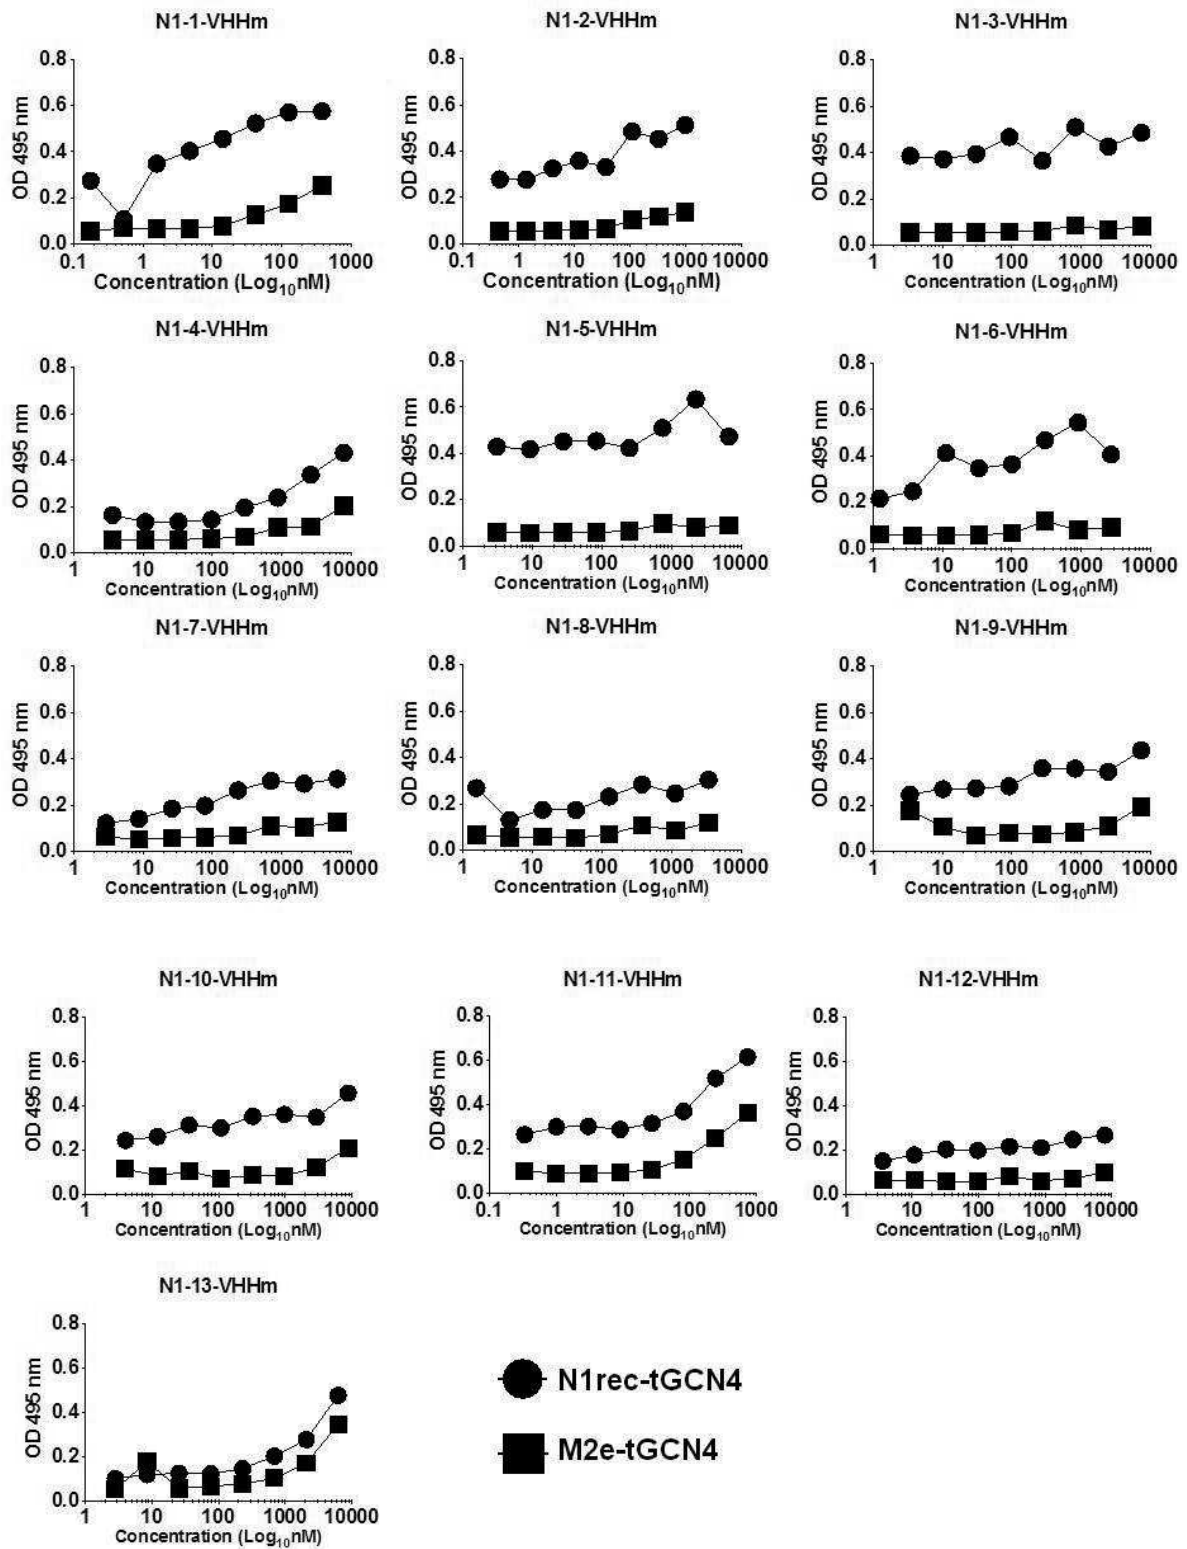 N1-1-VHHm
N1-2-VHHm
N1-3-VHHm
0.8
0.6
0.4
0.2
0.0
OD 495 nm
0.1 1 10 100 1000
Concentration (Log10nM)
0.8
0.6
0.4
0.2
0.0
OD 495 nm
0.1 1 10 100 1000 10000
Concentration (Log10nM)
0.8
0.6
0.4
0.2
0.0
OD 495 nm
1 10 100 1000 10000
Concentration (Log10nM)
N1-4-VHHm
N1-5-VHHm
N1-6-VHHm
0.8
0.6
0.4
0.2
0.0
OD 495 nm
1 10 100 1000 10000
Concentration (Log10nM)
0.8
0.6
0.4
0.2
0.0
OD 495 nm
1 10 100 1000 10000
Concentration (Log10nM)
0.8
0.6
0.4
0.2
0.0
OD 495 nm
1 10 100 1000 10000
Concentration (Log10nM)
N1-7-VHHm
N1-8-VHHm
N1-9-VHHm
0.8
0.6
0.4
0.2
0.0
OD 495 nm
1 10 100 1000 10000
Concentration (Log10nM)
0.8
0.6
0.4
0.2
0.0
OD 495 nm
1 10 100 1000 10000
Concentration (Log10nM)
0.8
0.6
0.4
0.2
0.0
OD 495 nm
1 10 100 1000 10000
Concentration (Log10nM)
N1-10-VHHm
N1-11-VHHm
N1-12-VHHm
0.8
0.6
0.4
0.2
0.0
OD 495 nm
1 10 100 1000 10000
Concentration (Log10nM)
0.8
0.6
0.4
0.2
0.0
OD 495 nm
0.1 1 10 100 1000
Concentration (Log10nM)
0.8
0.6
0.4
0.2
0.0
OD 495 nm
1 10 100 1000 10000
Concentration (Log10nM)
N1-13-VHHm
0.8
0.6
0.4
0.2
0.0
OD 495 nm
1 10 100 1000 10000
Concentration (Log10nM)
N1rec-tGCN4
M2e-tGCN4